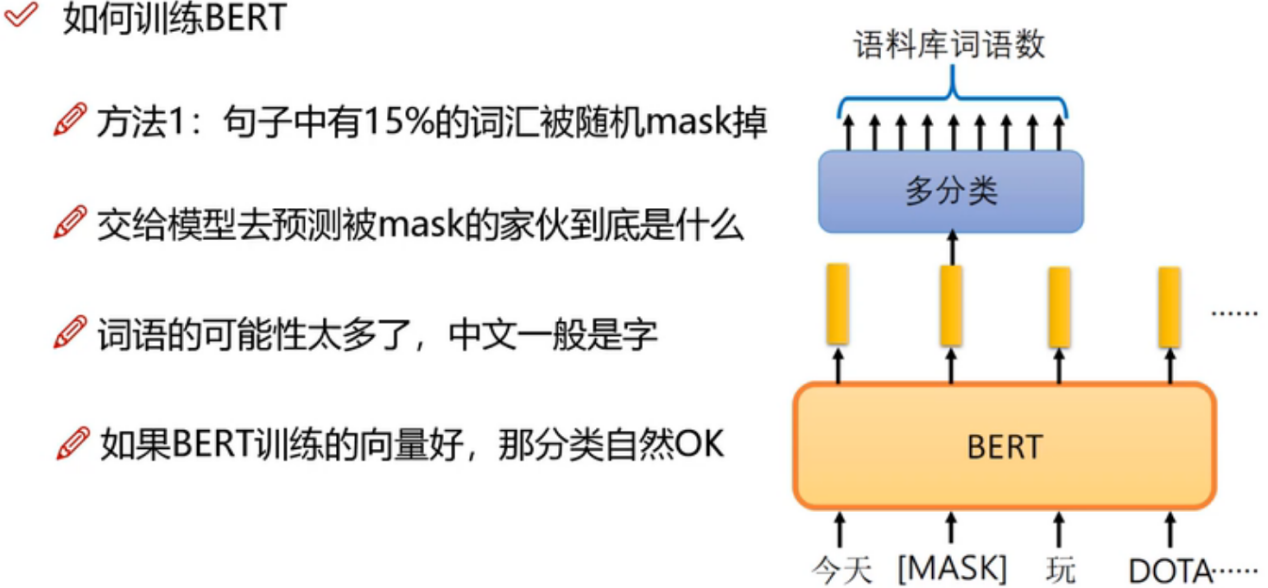 如何训练BERT
方法1：句子中有15%的词汇被随机mask掉
交给模型去预测被mask的家伙到底是什么
词语的可能性太多了，中文一般是字
如果BERT训练的向量好，那分类自然OK
语料库词语数
多分类
......
BERT
今天 [MASK] 玩 DOTA......